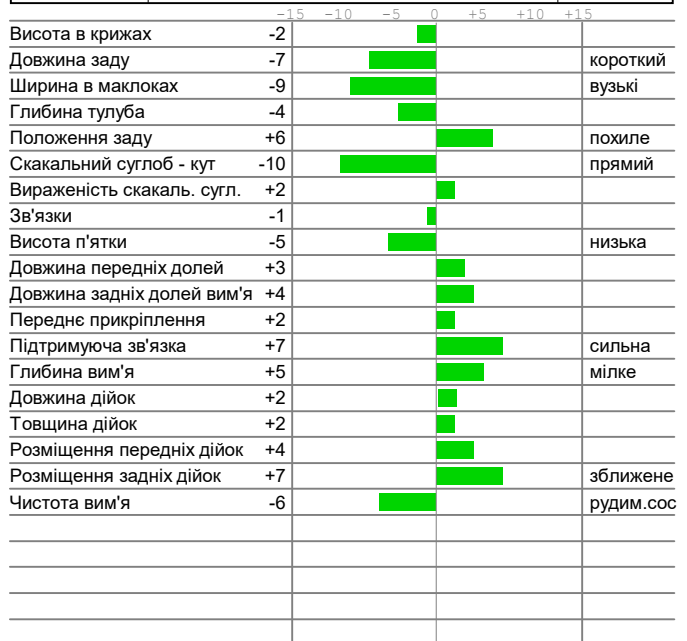 -15 -10 -5 0 +5 +10 +15
Висота в крижах -2
Довжина заду -7 короткий
Ширина в маклоках -9 вузькі
Глибина тулуба -4
Положення заду +6 похиле
Скакальний суглоб - кут -10 прямий
Вираженість скакаль. сугл. +2
Зв'язки -1
Висота п'ятки -5 низька
Довжина передніх долей +3
Довжина задніх долей вим'я +4
Переднє прикріплення +2
Підтримуюча зв'язка +7 сильна
Глибина вим'я +5 мілке
Довжина дійок +2
Товщина дійок +2
Розміщення передніх дійок +4
Розміщення задніх дійок +7 зближене
Чистота вим'я -6 рудим.сос